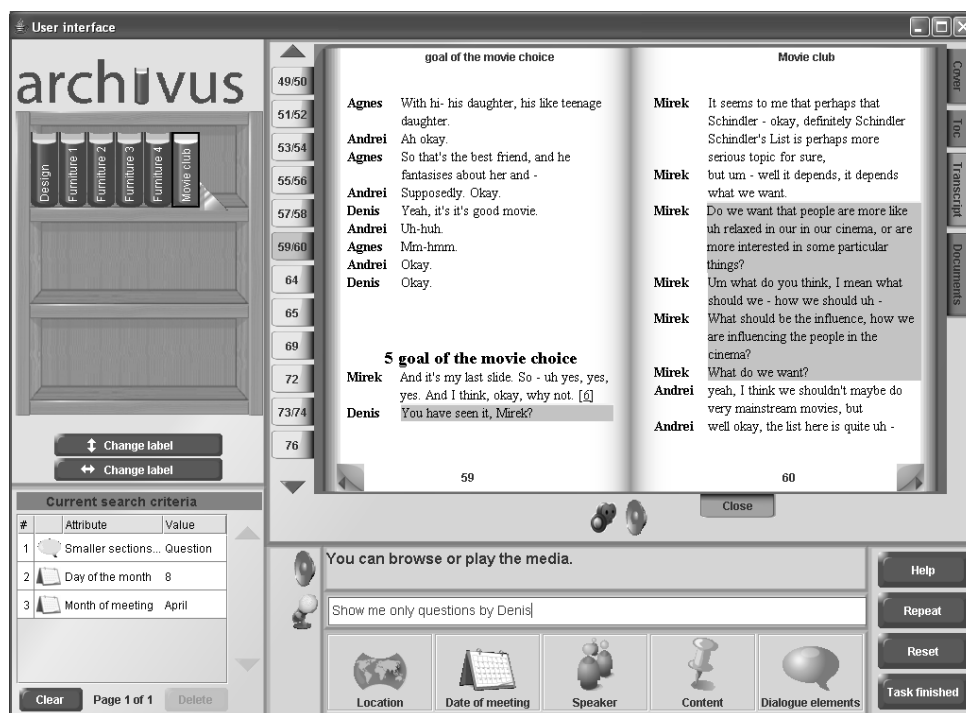 User interface
archivus
Design
Furniture 1
Furniture 2
Furniture 3
Furniture 4
Movie club
Change label
Change label
Current search criteria
# Attribute Value
1 Smaller sections... Question
2 Day of the month 8
3 Month of meeting April
Clear Page 1 of 1 Delete
49/50
51/52
53/54
55/56
57/58
59/60
64
65
69
72
73/74
76
goal of the movie choice
Agnes With hi- his daughter, his like teenage
daughter.
Andrei Ah okay.
Agnes So that's the best friend, and he
fantasises about her and -
Andrei Supposedly. Okay.
Denis Yeah, it's it's good movie.
Andrei Uh-huh.
Agnes Mm-hmm.
Andrei Okay.
Denis Okay.
5 goal of the movie choice
Mirek And it's my last slide. So - uh yes, yes,
yes. And I think, okay, why not. [6]
Denis You have seen it, Mirek?
59
Movie club
Mirek It seems to me that perhaps that
Schindler - okay, definitely Schindler
Schindler's List is perhaps more
serious topic for sure,
Mirek but um - well it depends, it depends
what we want.
Mirek Do we want that people are more like
uh relaxed in our in our cinema, or are
more interested in some particular
things?
Mirek Um what do you think, I mean what
should we - how we should uh -
Mirek What should be the influence, how we
are influencing the people in the
cinema?
Mirek What do we want?
Andrei yeah, I think we shouldn't maybe do
very mainstream movies, but
Andrei well okay, the list here is quite uh -
60
Cover
Toc
Transcript
Documents
Close
You can browse or play the media.
Show me only questions by Denis
Location
Date of meeting
Speaker
Content
Dialogue elements
Help
Repeat
Reset
Task finished